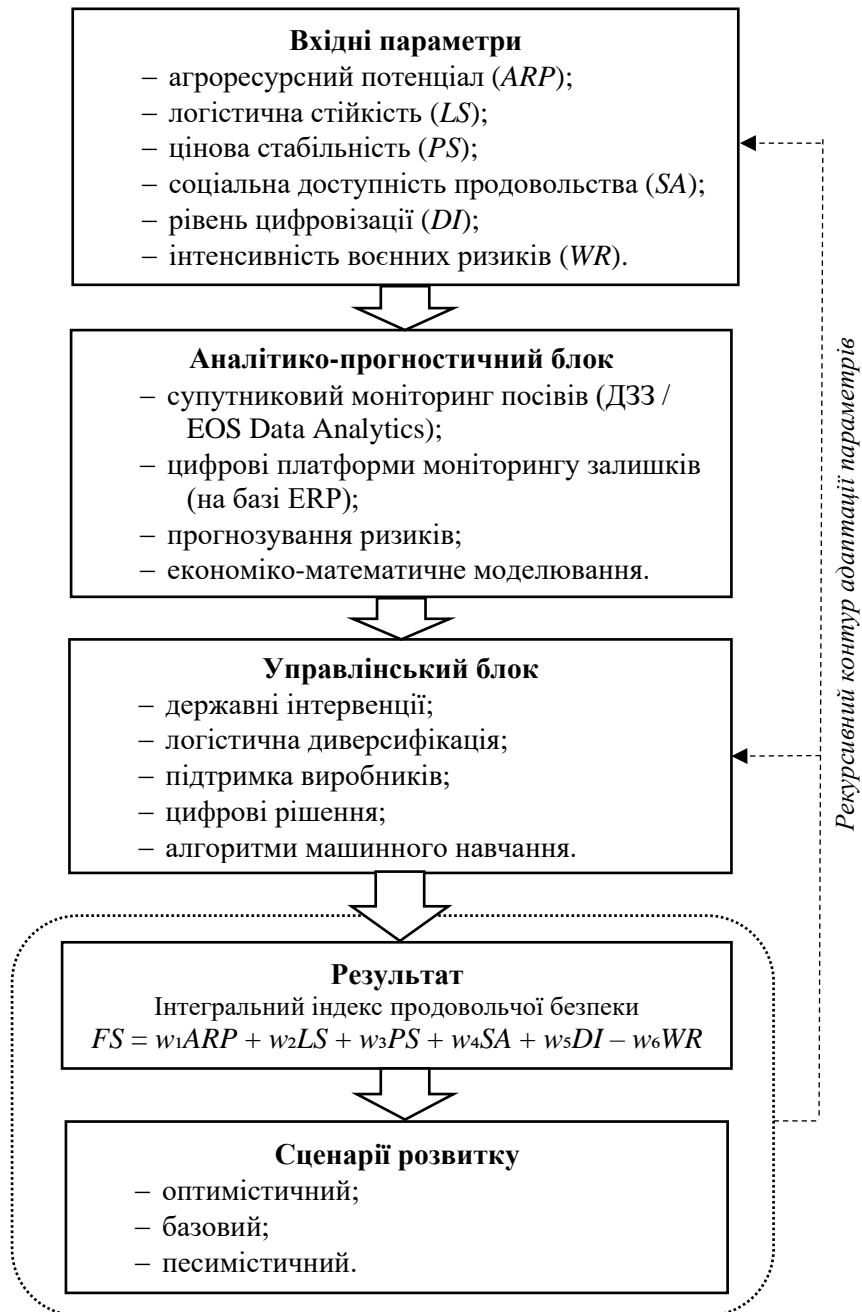 Вхідні параметри
– агроресурсний потенціал (ARP);
– логістична стійкість (LS);
– цінова стабільність (PS);
– соціальна доступність продовольства (SA);
– рівень цифровізації (DI);
– інтенсивність воєнних ризиків (WR).
Аналітико-прогностичний блок
– супутниковий моніторинг посівів (ДЗЗ /
EOS Data Analytics);
– цифрові платформи моніторингу залишків
(на базі ERP);
– прогнозування ризиків;
– економіко-математичне моделювання.
Управлінський блок
– державні інтервенції;
– логістична диверсифікація;
– підтримка виробників;
– цифрові рішення;
– алгоритми машинного навчання.
Результат
Інтегральний індекс продовольчої безпеки
FS = w₁ARP + w₂LS + w₃PS + w₄SA + w₅DI – w₆WR
Сценарії розвитку
– оптимістичний;
– базовий;
– песимістичний.
Рекурсивний контур адаптації параметрів